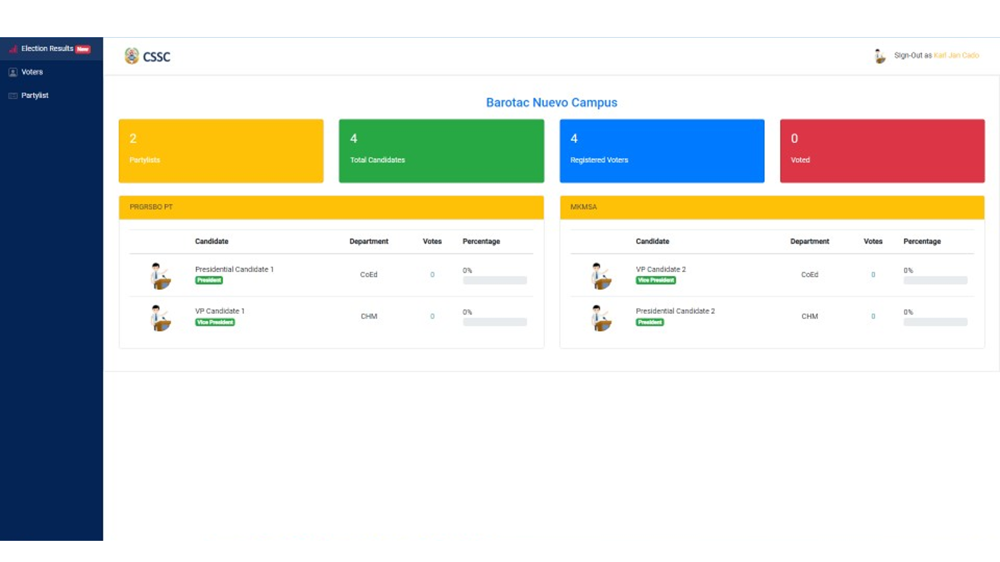 Election Results New
Voters
Partylist
CSSC
Sign-Out as Karl Jan Cado
Barotac Nuevo Campus
2
Partylists
4
Total Candidates
4
Registered Voters
0
Voted
PRGRSBO PT
Candidate Department Votes Percentage
Presidential Candidate 1
President
CoEd 0 0%
VP Candidate 1
Vice President
CHM 0 0%
MKMSA
Candidate Department Votes Percentage
VP Candidate 2
Vice President
CoEd 0 0%
Presidential Candidate 2
President
CHM 0 0%